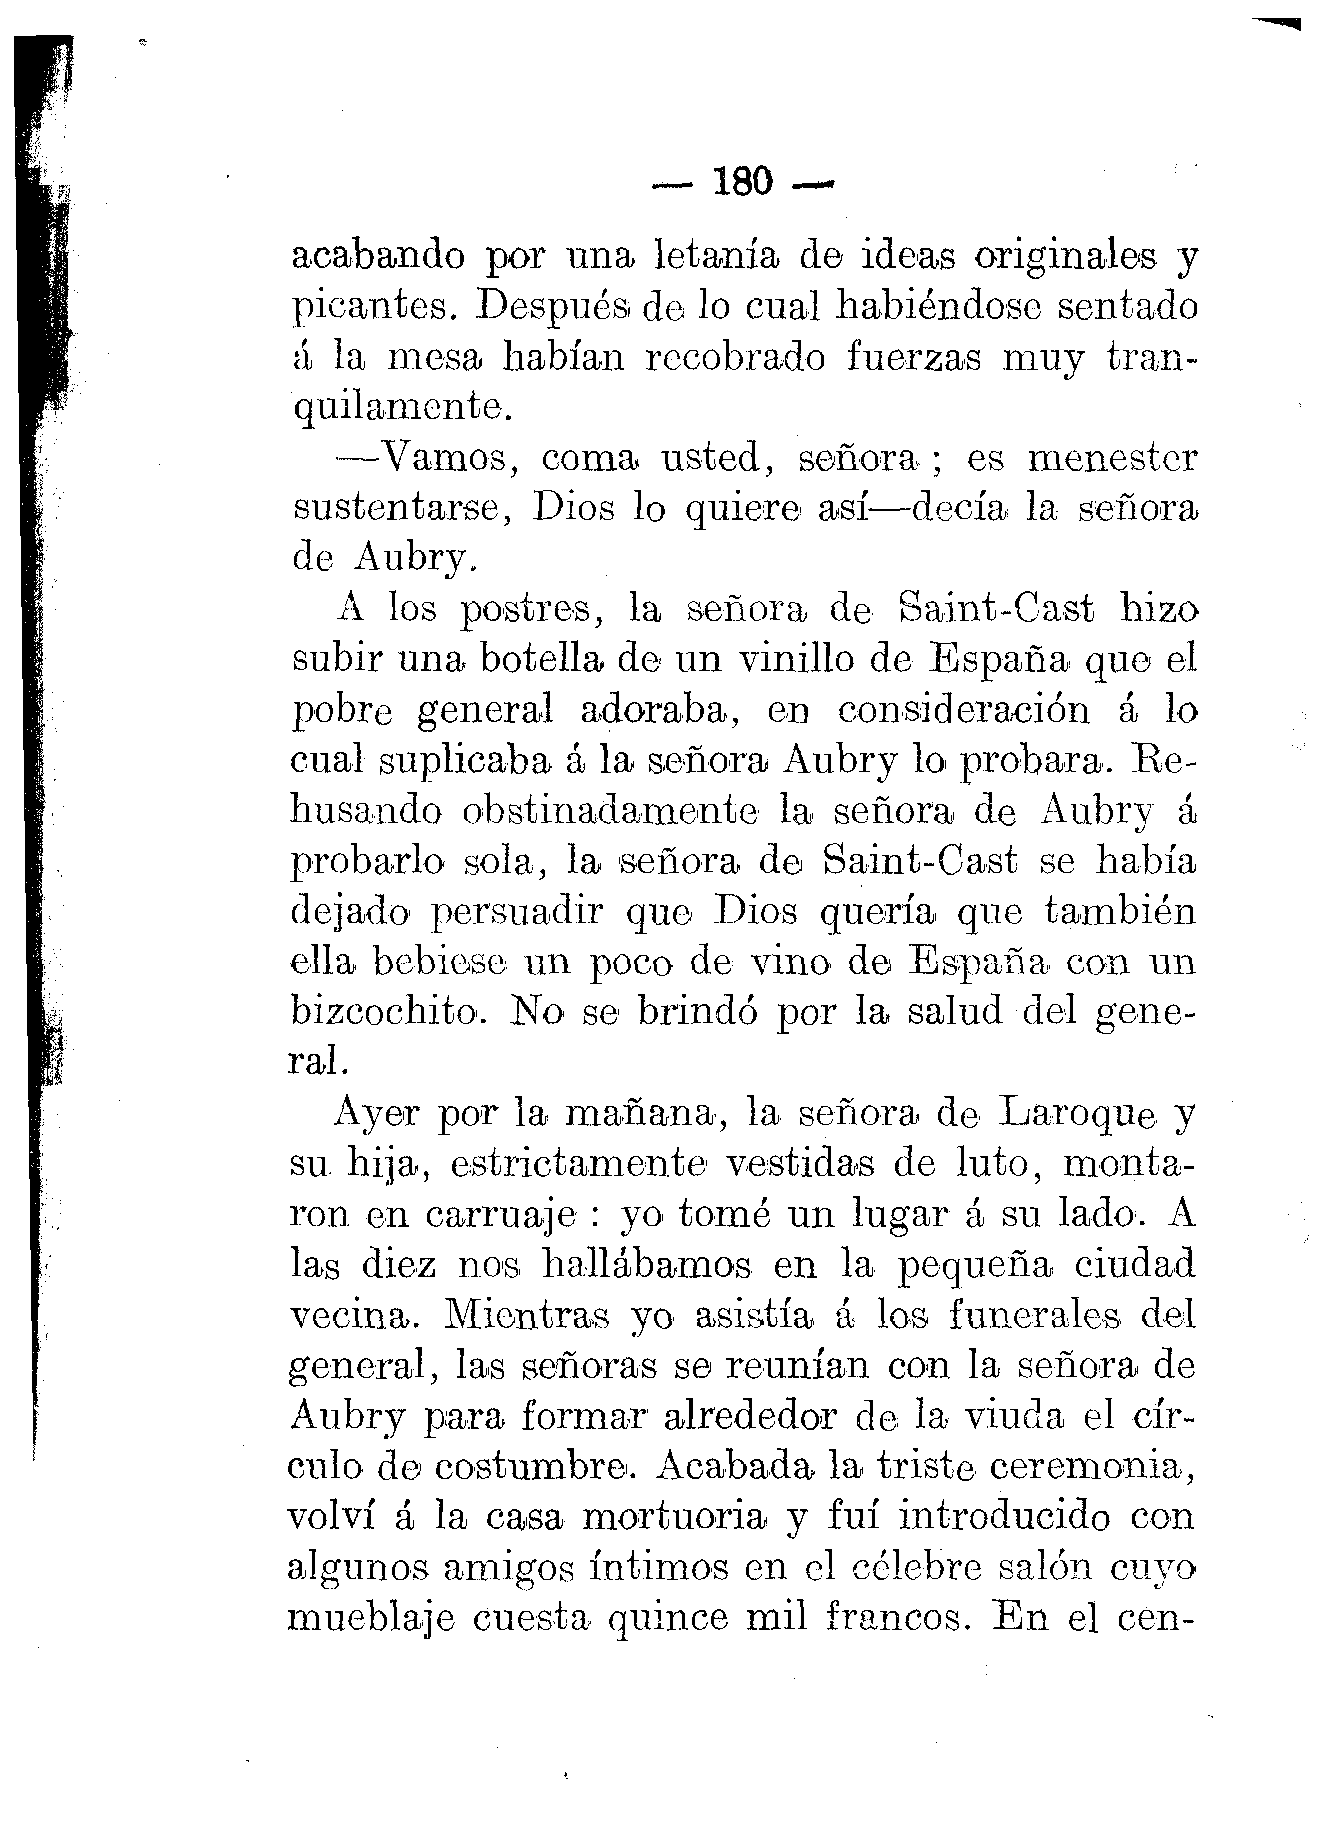 — 180 —
acabando por una letanía de ideas originales y
picantes. Después de lo cual habiéndose sentado
á la mesa habían recobrado fuerzas muy tran-
quilamente.
—Vamos, coma usted, señora ; es menester
sustentarse, Dios lo quiere así—decía la señora
de Aubry.
A los postres, la señora de Saint-Cast hizo
subir una botella de un vinillo de España que el
pobre general adoraba, en consideración á lo
cual suplicaba á la señora Aubry lo probara. Re-
husando obstinadamente la señora de Aubry á
probarlo sola, la señora de Saint-Cast se había
dejado persuadir que Dios quería que también
ella bebiese un poco de vino de España con un
bizcochito. No se brindó por la salud del gene-
ral.
Ayer por la mañana, la señora de Laroque y
su hija, estrictamente vestidas de luto, monta-
ron en carruaje : yo tomé un lugar á su lado. A
las diez nos hallábamos en la pequeña ciudad
vecina. Mientras yo asistía á los funerales del
general, las señoras se reunían con la señora de
Aubry para formar alrededor de la viuda el cír-
culo de costumbre. Acabada la triste ceremonia,
volví á la casa mortuoria y fuí introducido con
algunos amigos íntimos en el célebre salón cuyo
mueblaje cuesta quince mil francos. En el cen-